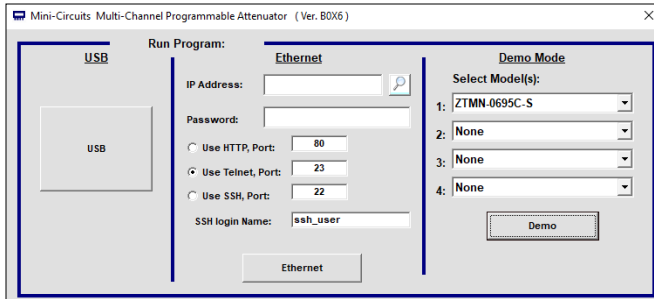 Mini-Circuits Multi-Channel Programmable Attenuator ( Ver. B0X6 )
Run Program:
USB
USB
Ethernet
IP Address:
Password:
Use HTTP, Port: 80
Use Telnet, Port: 23
Use SSH, Port: 22
SSH login Name: ssh_user
Ethernet
Demo Mode
Select Model(s):
1: ZTMN-0695C-S
2: None
3: None
4: None
Demo